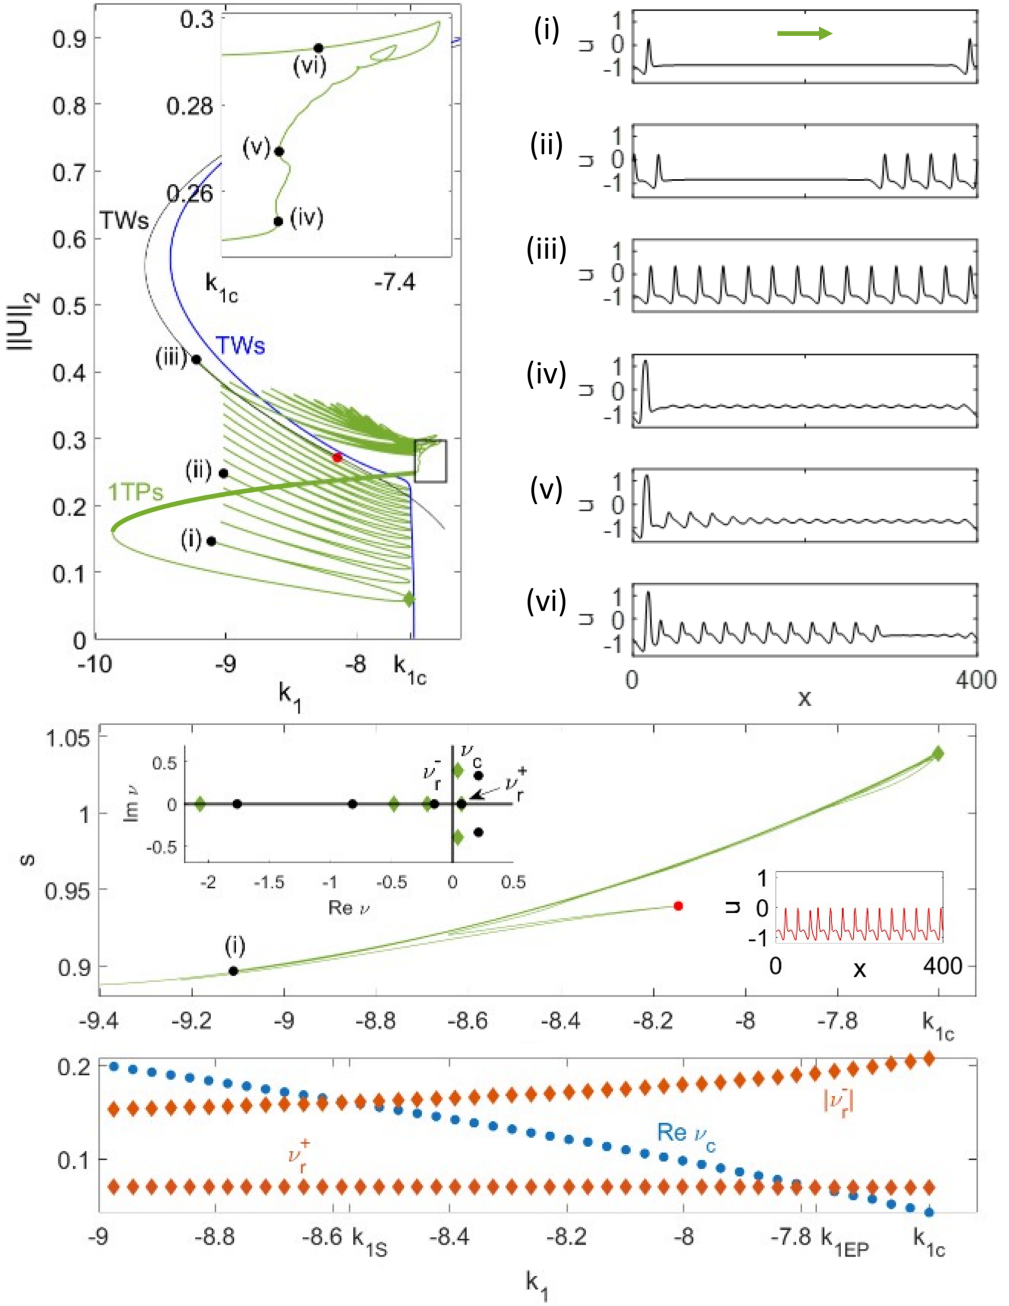 0.9
0.8
0.7
0.6
0.5
0.4
0.3
0.2
0.1
0
||U||₂
-10
-9
-8
k₁c
k₁
TWs
TWs
1TPs
(iii)
(ii)
(i)
0.3
0.28
0.26
k₁c
-7.4
(vi)
(v)
(iv)
(i)
1
0
-1
u
(ii)
1
0
-1
u
(iii)
1
0
-1
u
(iv)
1
0
-1
u
(v)
1
0
-1
u
(vi)
1
0
-1
u
0
400
x
1.05
1
0.95
0.9
s
(i)
0.5
0
-0.5
Im ν
-2
-1.5
-1
-0.5
0
0.5
Re ν
νr-
νc
νr+
1
0
-1
u
0
400
x
-9.4
-9.2
-9
-8.8
-8.6
-8.4
-8.2
-8
-7.8
k₁c
0.2
0.1
νr+
Re νc
|νr-|
-9
-8.8
-8.6
k1S
-8.4
-8.2
-8
-7.8
k1EP
k1c
k₁